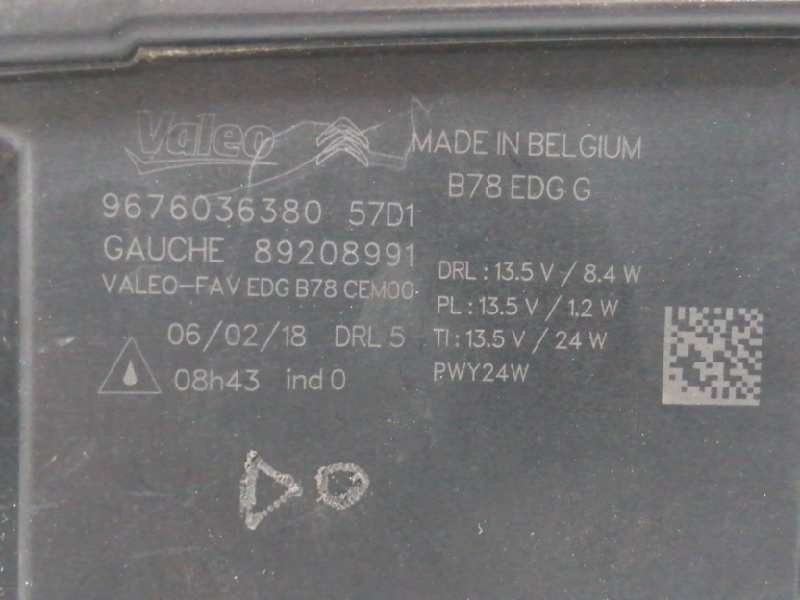 Valeo
MADE IN BELGIUM
B78 EDG G
9676036380 57D1
GAUCHE 89208991
VALEO-FAV EDG B78 CEM00
06/02/18 DRL 5
08h43 ind 0
DRL : 13.5 V / 8.4 W
PL : 13.5 V / 1.2 W
TI : 13.5 V / 24 W
PWY24W